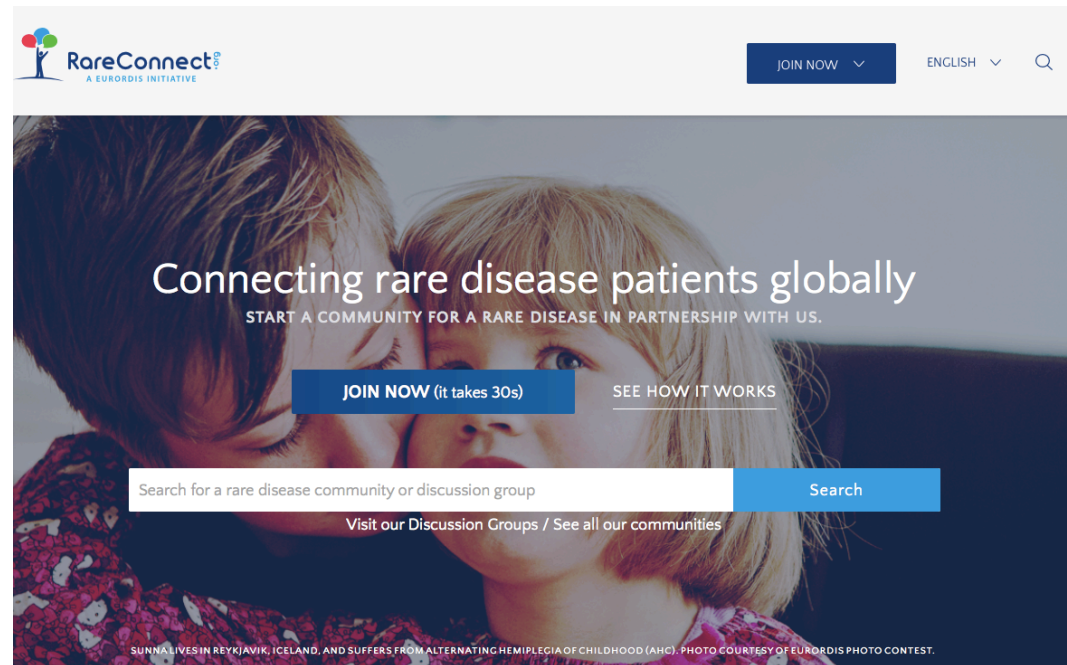 RareConnect.org
A EURORDIS INITIATIVE
JOIN NOW
ENGLISH
Connecting rare disease patients globally
START A COMMUNITY FOR A RARE DISEASE IN PARTNERSHIP WITH US.
JOIN NOW (it takes 30s)
SEE HOW IT WORKS
Search for a rare disease community or discussion group
Search
Visit our Discussion Groups / See all our communities
SUNNA LIVES IN REYKJAVIK, ICELAND, AND SUFFERS FROM ALTERNATING HEMIPLEGIA OF CHILDHOOD (AHC). PHOTO COURTESY OF EURORDIS PHOTO CONTEST.